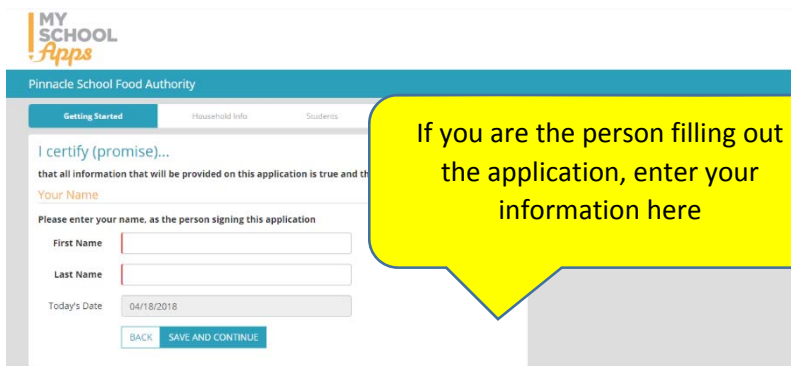 MY
SCHOOL
Apps
Pinnacle School Food Authority
Getting Started Household Info Students
I certify (promise)...
that all information that will be provided on this application is true and th
Your Name
Please enter your name, as the person signing this application
First Name
Last Name
Today's Date 04/18/2018
BACK SAVE AND CONTINUE
If you are the person filling out
the application, enter your
information here